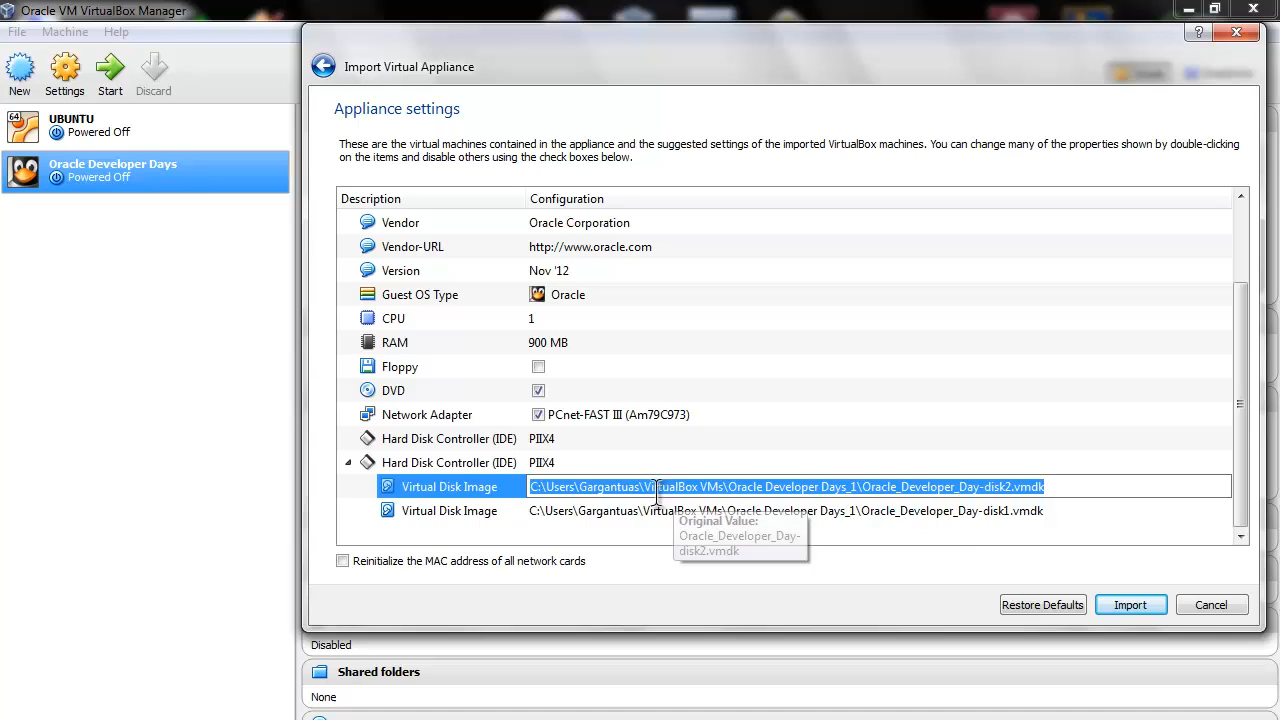 Oracle VM VirtualBox Manager
File Machine Help
New Settings Start Discard
64 UBUNTU
Powered Off
Oracle Developer Days
Powered Off
?
Import Virtual Appliance
Appliance settings
These are the virtual machines contained in the appliance and the suggested settings of the imported VirtualBox machines. You can change many of the properties shown by double-clicking
on the items and disable others using the check boxes below.
Description Configuration
Vendor Oracle Corporation
Vendor-URL http://www.oracle.com
Version Nov '12
Guest OS Type Oracle
CPU 1
RAM 900 MB
Floppy
DVD
Network Adapter PCnet-FAST III (Am79C973)
Hard Disk Controller (IDE) PIIX4
Hard Disk Controller (IDE) PIIX4
Virtual Disk Image C:\Users\Gargantuas\VirtualBox VMs\Oracle Developer Days_1\Oracle_Developer_Day-disk2.vmdk
Virtual Disk Image C:\Users\Gargantuas\VirtualBox VMs\Oracle Developer Days_1\Oracle_Developer_Day-disk1.vmdk
Original Value:
Oracle_Developer_Day-
disk2.vmdk
Reinitialize the MAC address of all network cards
Restore Defaults Import Cancel
Disabled
Shared folders
None